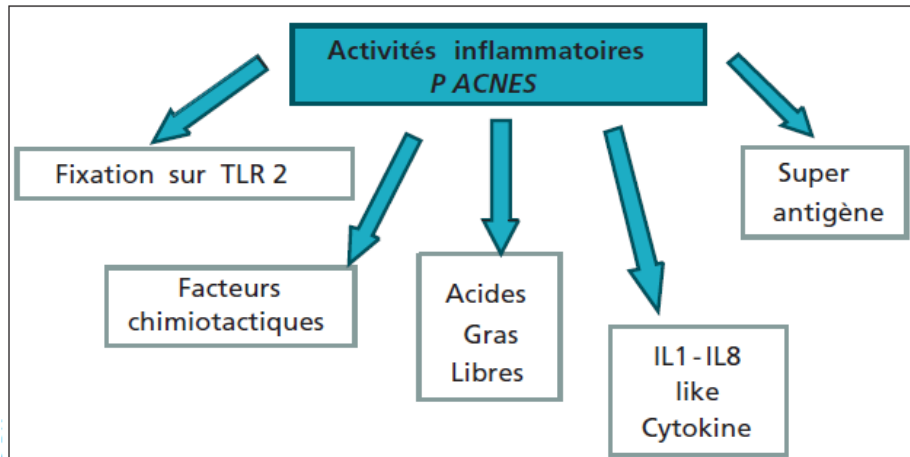 Activités inflammatoires
P ACNES
Fixation sur TLR 2
Super
antigène
Facteurs
chimiotactiques
Acides
Gras
Libres
IL1 - IL8
like
Cytokine